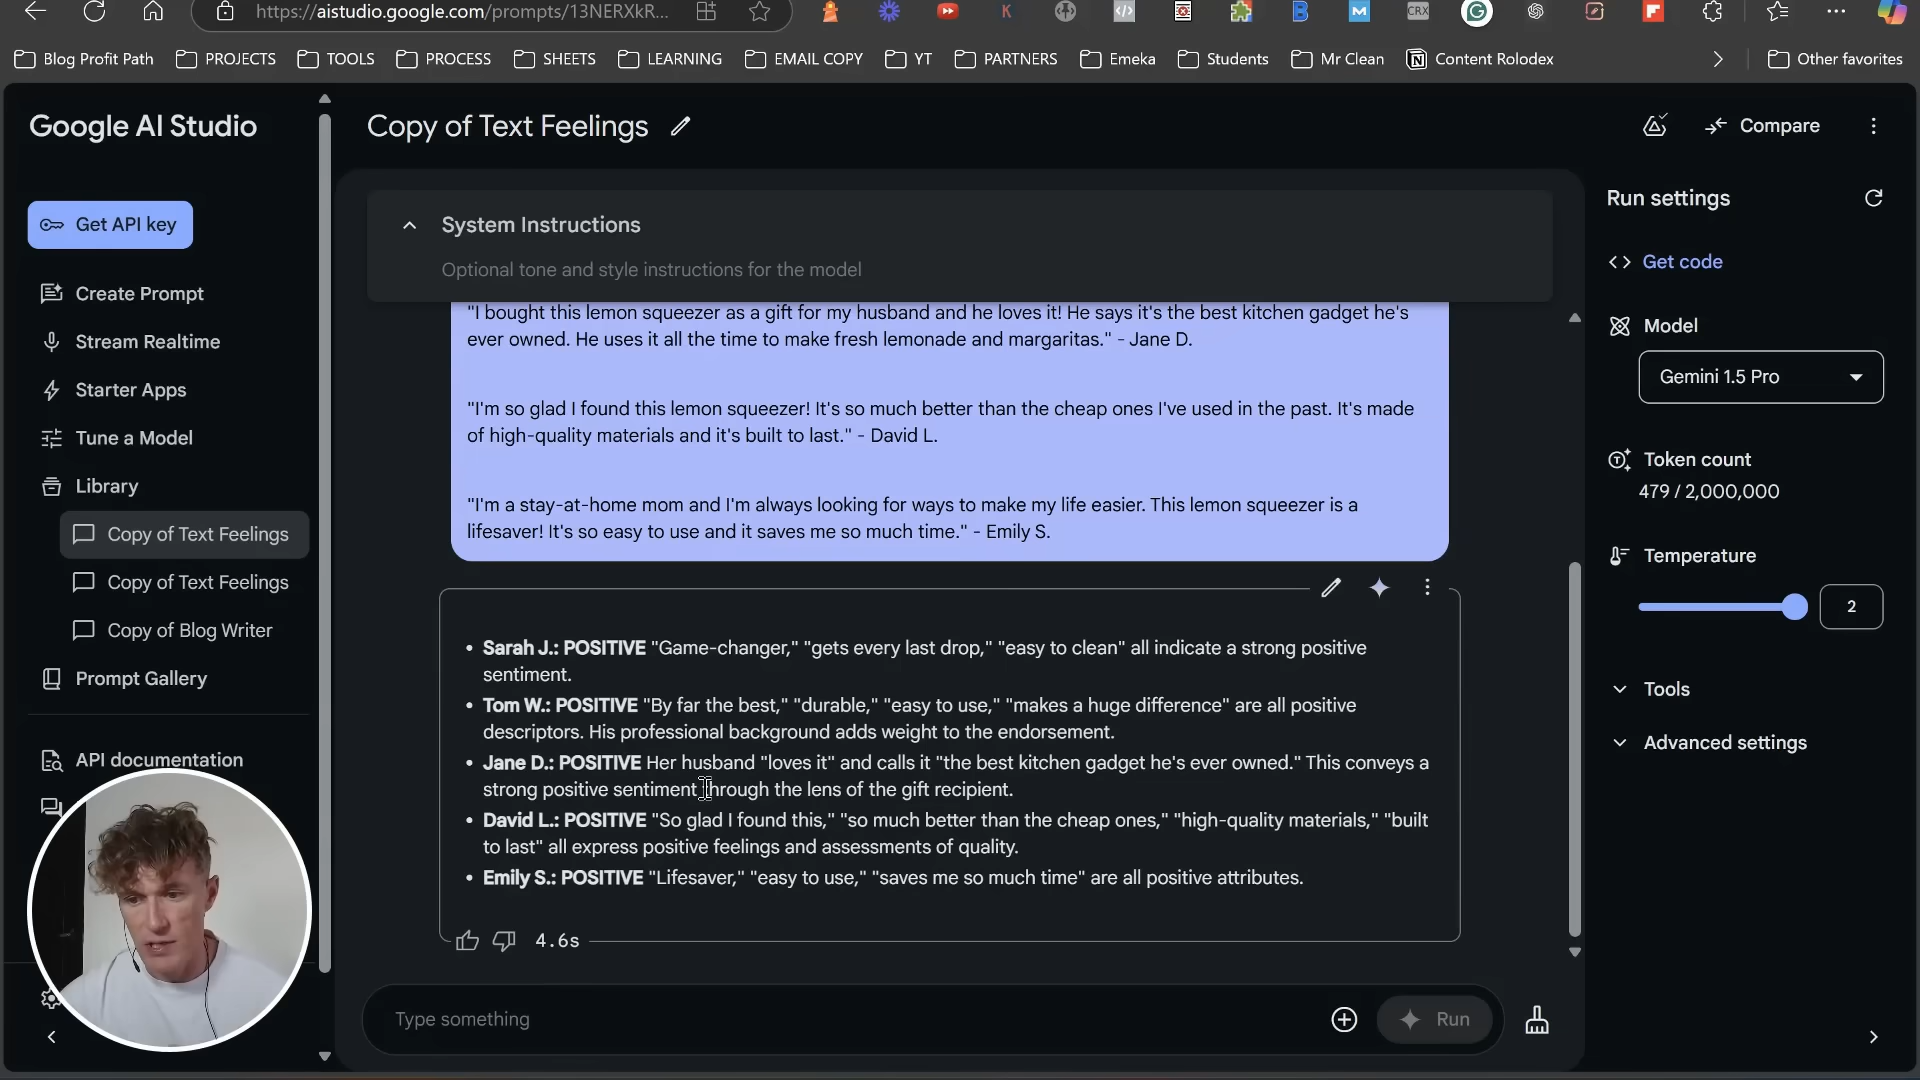 https://aistudio.google.com/prompts/13NERXkR...
Blog Profit Path
PROJECTS
TOOLS
PROCESS
SHEETS
LEARNING
EMAIL COPY
YT
PARTNERS
Emeka
Students
Mr Clean
Content Rolodex
Other favorites
Google AI Studio
Get API key
Create Prompt
Stream Realtime
Starter Apps
Tune a Model
Library
Copy of Text Feelings
Copy of Text Feelings
Copy of Blog Writer
Prompt Gallery
API documentation
Copy of Text Feelings
Compare
System Instructions
Optional tone and style instructions for the model
"I bought this lemon squeezer as a gift for my husband and he loves it! He says it's the best kitchen gadget he's
ever owned. He uses it all the time to make fresh lemonade and margaritas." - Jane D.
"I'm so glad I found this lemon squeezer! It's so much better than the cheap ones I've used in the past. It's made
of high-quality materials and it's built to last." - David L.
"I'm a stay-at-home mom and I'm always looking for ways to make my life easier. This lemon squeezer is a
lifesaver! It's so easy to use and it saves me so much time." - Emily S.
• Sarah J.: POSITIVE "Game-changer," "gets every last drop," "easy to clean" all indicate a strong positive
sentiment.
• Tom W.: POSITIVE "By far the best," "durable," "easy to use," "makes a huge difference" are all positive
descriptors. His professional background adds weight to the endorsement.
• Jane D.: POSITIVE Her husband "loves it" and calls it "the best kitchen gadget he's ever owned." This conveys a
strong positive sentiment through the lens of the gift recipient.
• David L.: POSITIVE "So glad I found this," "so much better than the cheap ones," "high-quality materials," "built
to last" all express positive feelings and assessments of quality.
• Emily S.: POSITIVE "Lifesaver," "easy to use," "saves me so much time" are all positive attributes.
4.6s
Type something
Run
Run settings
Get code
Model
Gemini 1.5 Pro
Token count
479 / 2,000,000
Temperature
2
Tools
Advanced settings